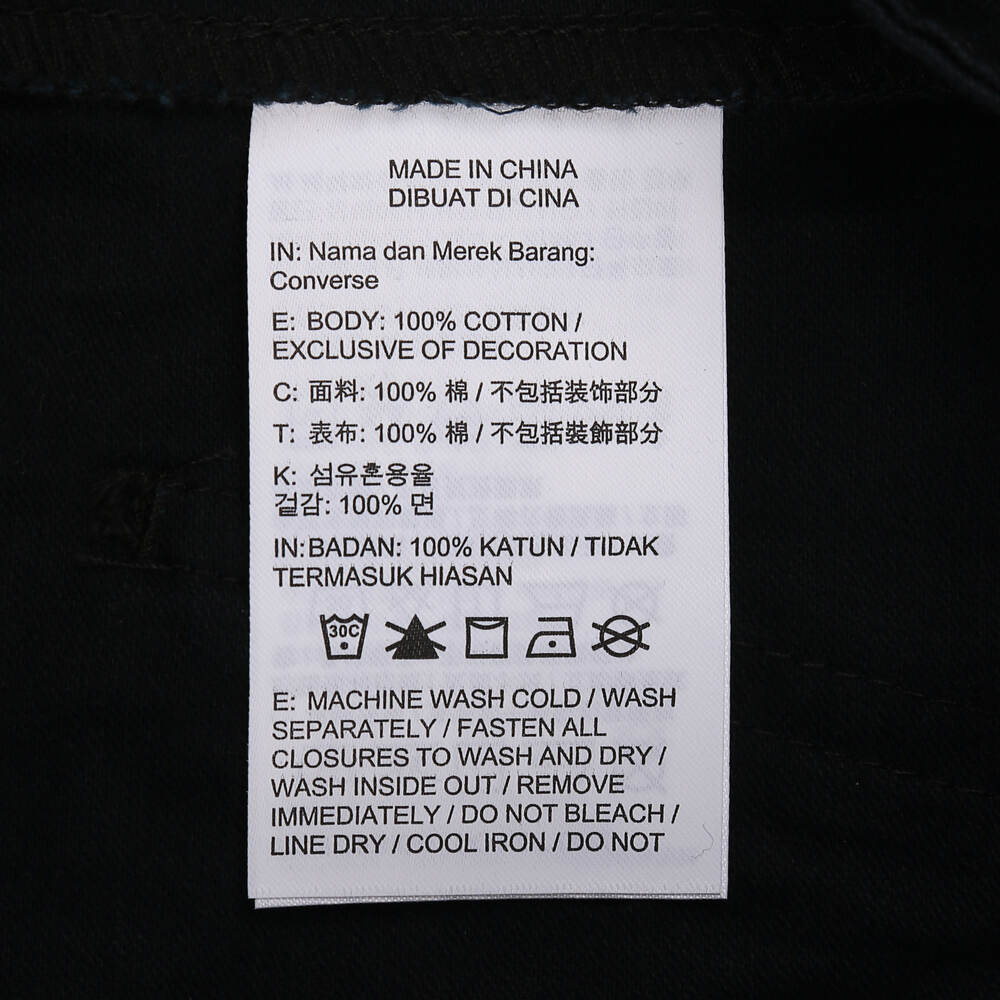 MADE IN CHINA
DIBUAT DI CINA
IN: Nama dan Merek Barang:
Converse
E: BODY: 100% COTTON /
EXCLUSIVE OF DECORATION
C: 面料: 100% 棉 / 不包括装饰部分
T: 表布: 100% 棉 / 不包括裝飾部分
K: 섬유혼용율
겉감: 100% 면
IN:BADAN: 100% KATUN / TIDAK
TERMASUK HIASAN
30C
E: MACHINE WASH COLD / WASH
SEPARATELY / FASTEN ALL
CLOSURES TO WASH AND DRY /
WASH INSIDE OUT / REMOVE
IMMEDIATELY / DO NOT BLEACH /
LINE DRY / COOL IRON / DO NOT